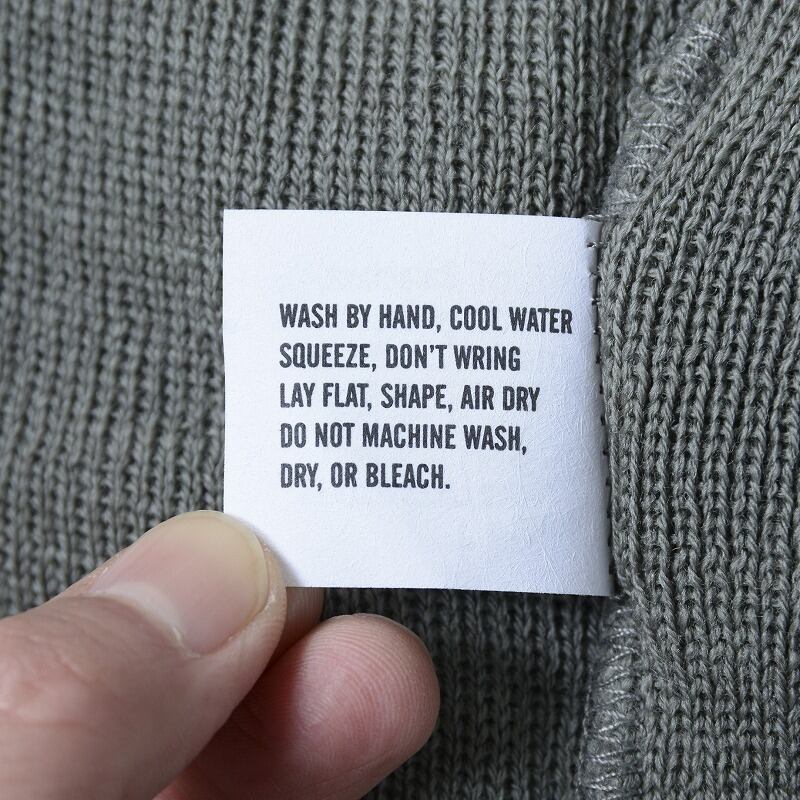 WASH BY HAND, COOL WATER
SQUEEZE, DON'T WRING
LAY FLAT, SHAPE, AIR DRY
DO NOT MACHINE WASH,
DRY, OR BLEACH.